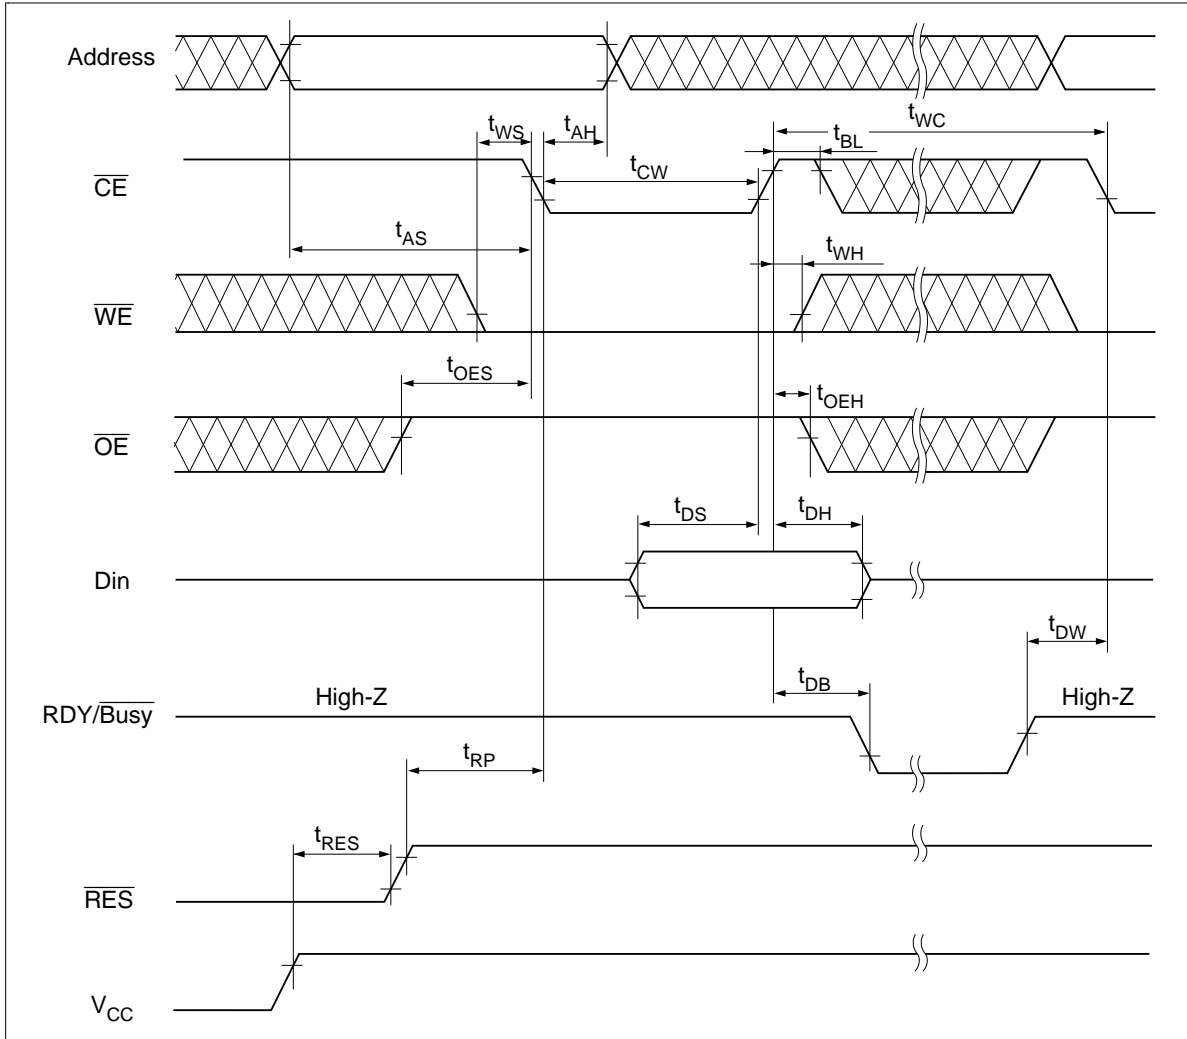 Address
tWS
tAH
tBL
tWC
CE
tCW
tAS
tWH
WE
tOES
tOEH
OE
tDS
tDH
Din
tDW
tDB
High-Z
High-Z
RDY/Busy
tRP
tRES
RES
VCC